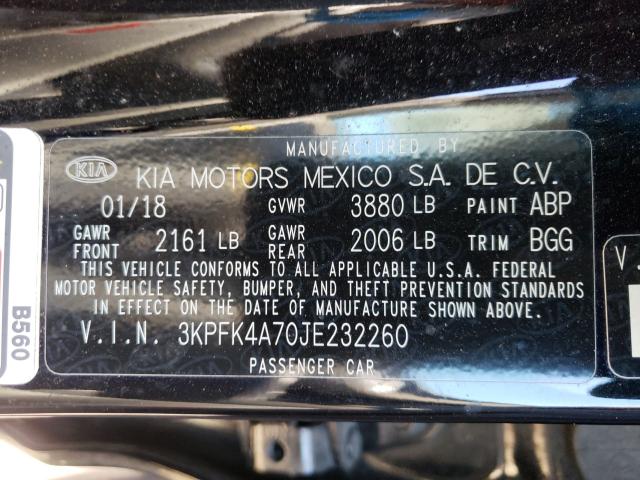 MANUFACTURED BY
KIA KIA MOTORS MEXICO S.A. DE C.V.
01/18 GVWR 3880 LB PAINT ABP
GAWR FRONT 2161 LB GAWR REAR 2006 LB TRIM BGG
THIS VEHICLE CONFORMS TO ALL APPLICABLE U.S.A. FEDERAL
MOTOR VEHICLE SAFETY, BUMPER, AND THEFT PREVENTION STANDARDS
IN EFFECT ON THE DATE OF MANUFACTURE SHOWN ABOVE.
V.I.N. 3KPFK4A70JE232260
PASSENGER CAR
B560
V.